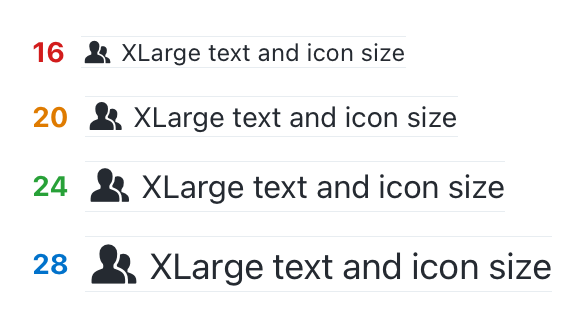 16 XLarge text and icon size
20 XLarge text and icon size
24 XLarge text and icon size
28 XLarge text and icon size